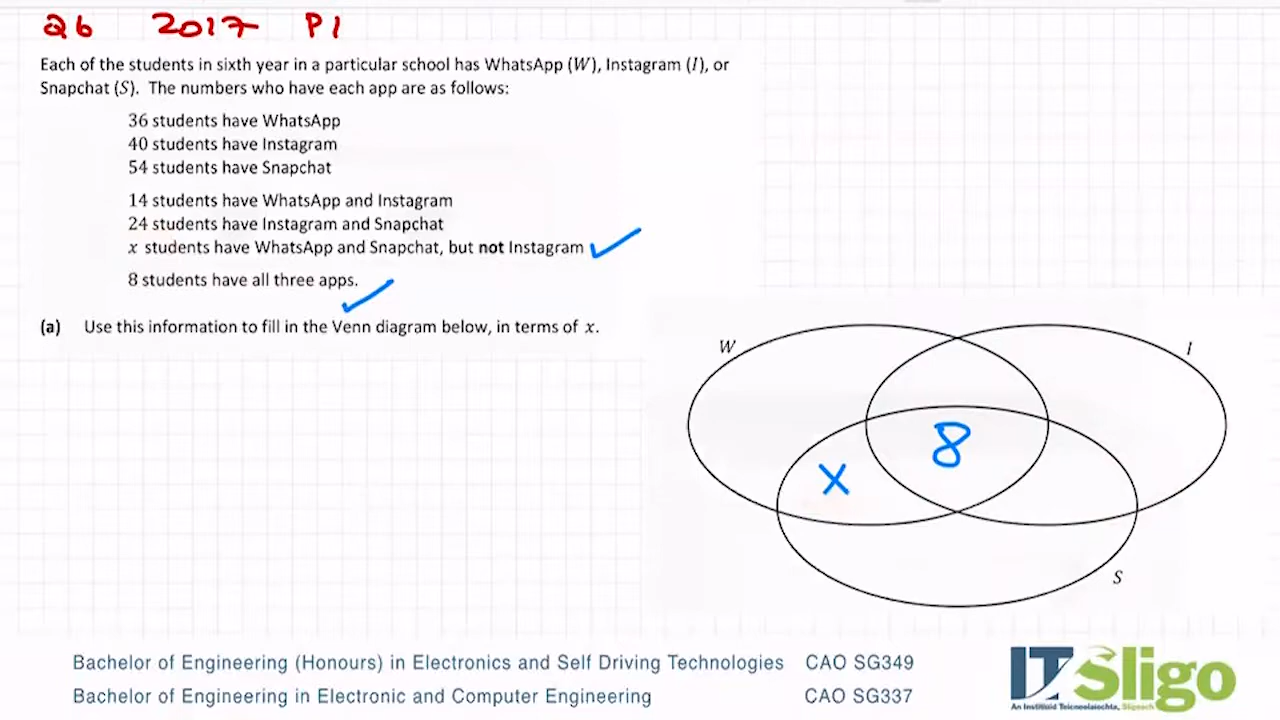 Q6 2017 P1
Each of the students in sixth year in a particular school has WhatsApp (W), Instagram (I), or
Snapchat (S). The numbers who have each app are as follows:
36 students have WhatsApp
40 students have Instagram
54 students have Snapchat
14 students have WhatsApp and Instagram
24 students have Instagram and Snapchat
x students have WhatsApp and Snapchat, but not Instagram
8 students have all three apps.
(a) Use this information to fill in the Venn diagram below, in terms of x.
W
I
8
x
S
Bachelor of Engineering (Honours) in Electronics and Self Driving Technologies CAO SG349
Bachelor of Engineering in Electronic and Computer Engineering CAO SG337
IT Sligo
An Institiúid Teicneolaíochta, Sligeach